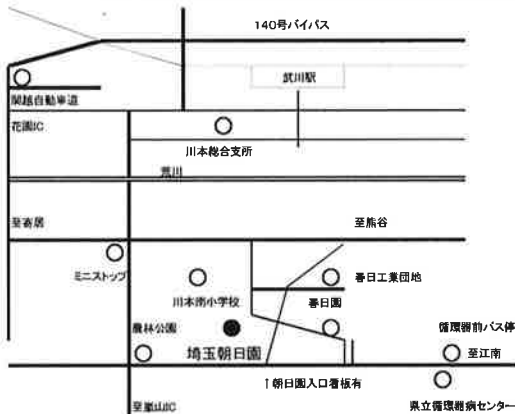 140号バイパス
武川駅
関越自動車道
花園IC
川本総合支所
荒川
至寄居
至熊谷
ミニストップ
春日工業団地
川本南小学校
春日園
農林公園
循環器前バス停
埼玉朝日園
至江南
↑朝日園入口看板有
至嵐山IC
県立循環器病センター